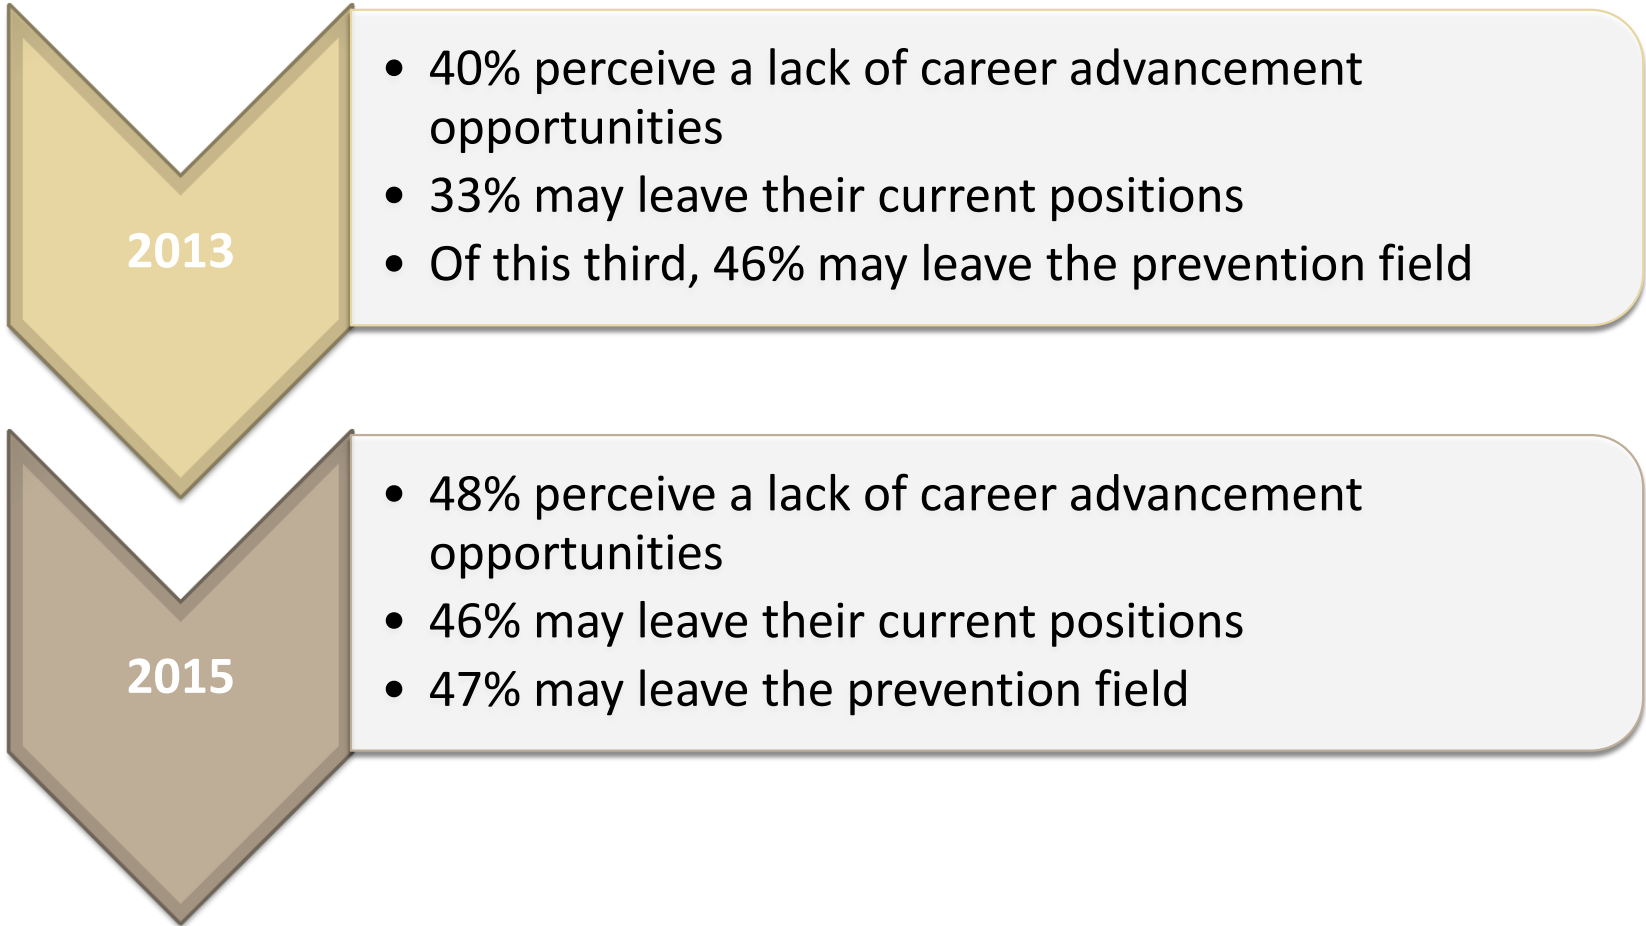 2013
• 40% perceive a lack of career advancement
opportunities
• 33% may leave their current positions
• Of this third, 46% may leave the prevention field
2015
• 48% perceive a lack of career advancement
opportunities
• 46% may leave their current positions
• 47% may leave the prevention field